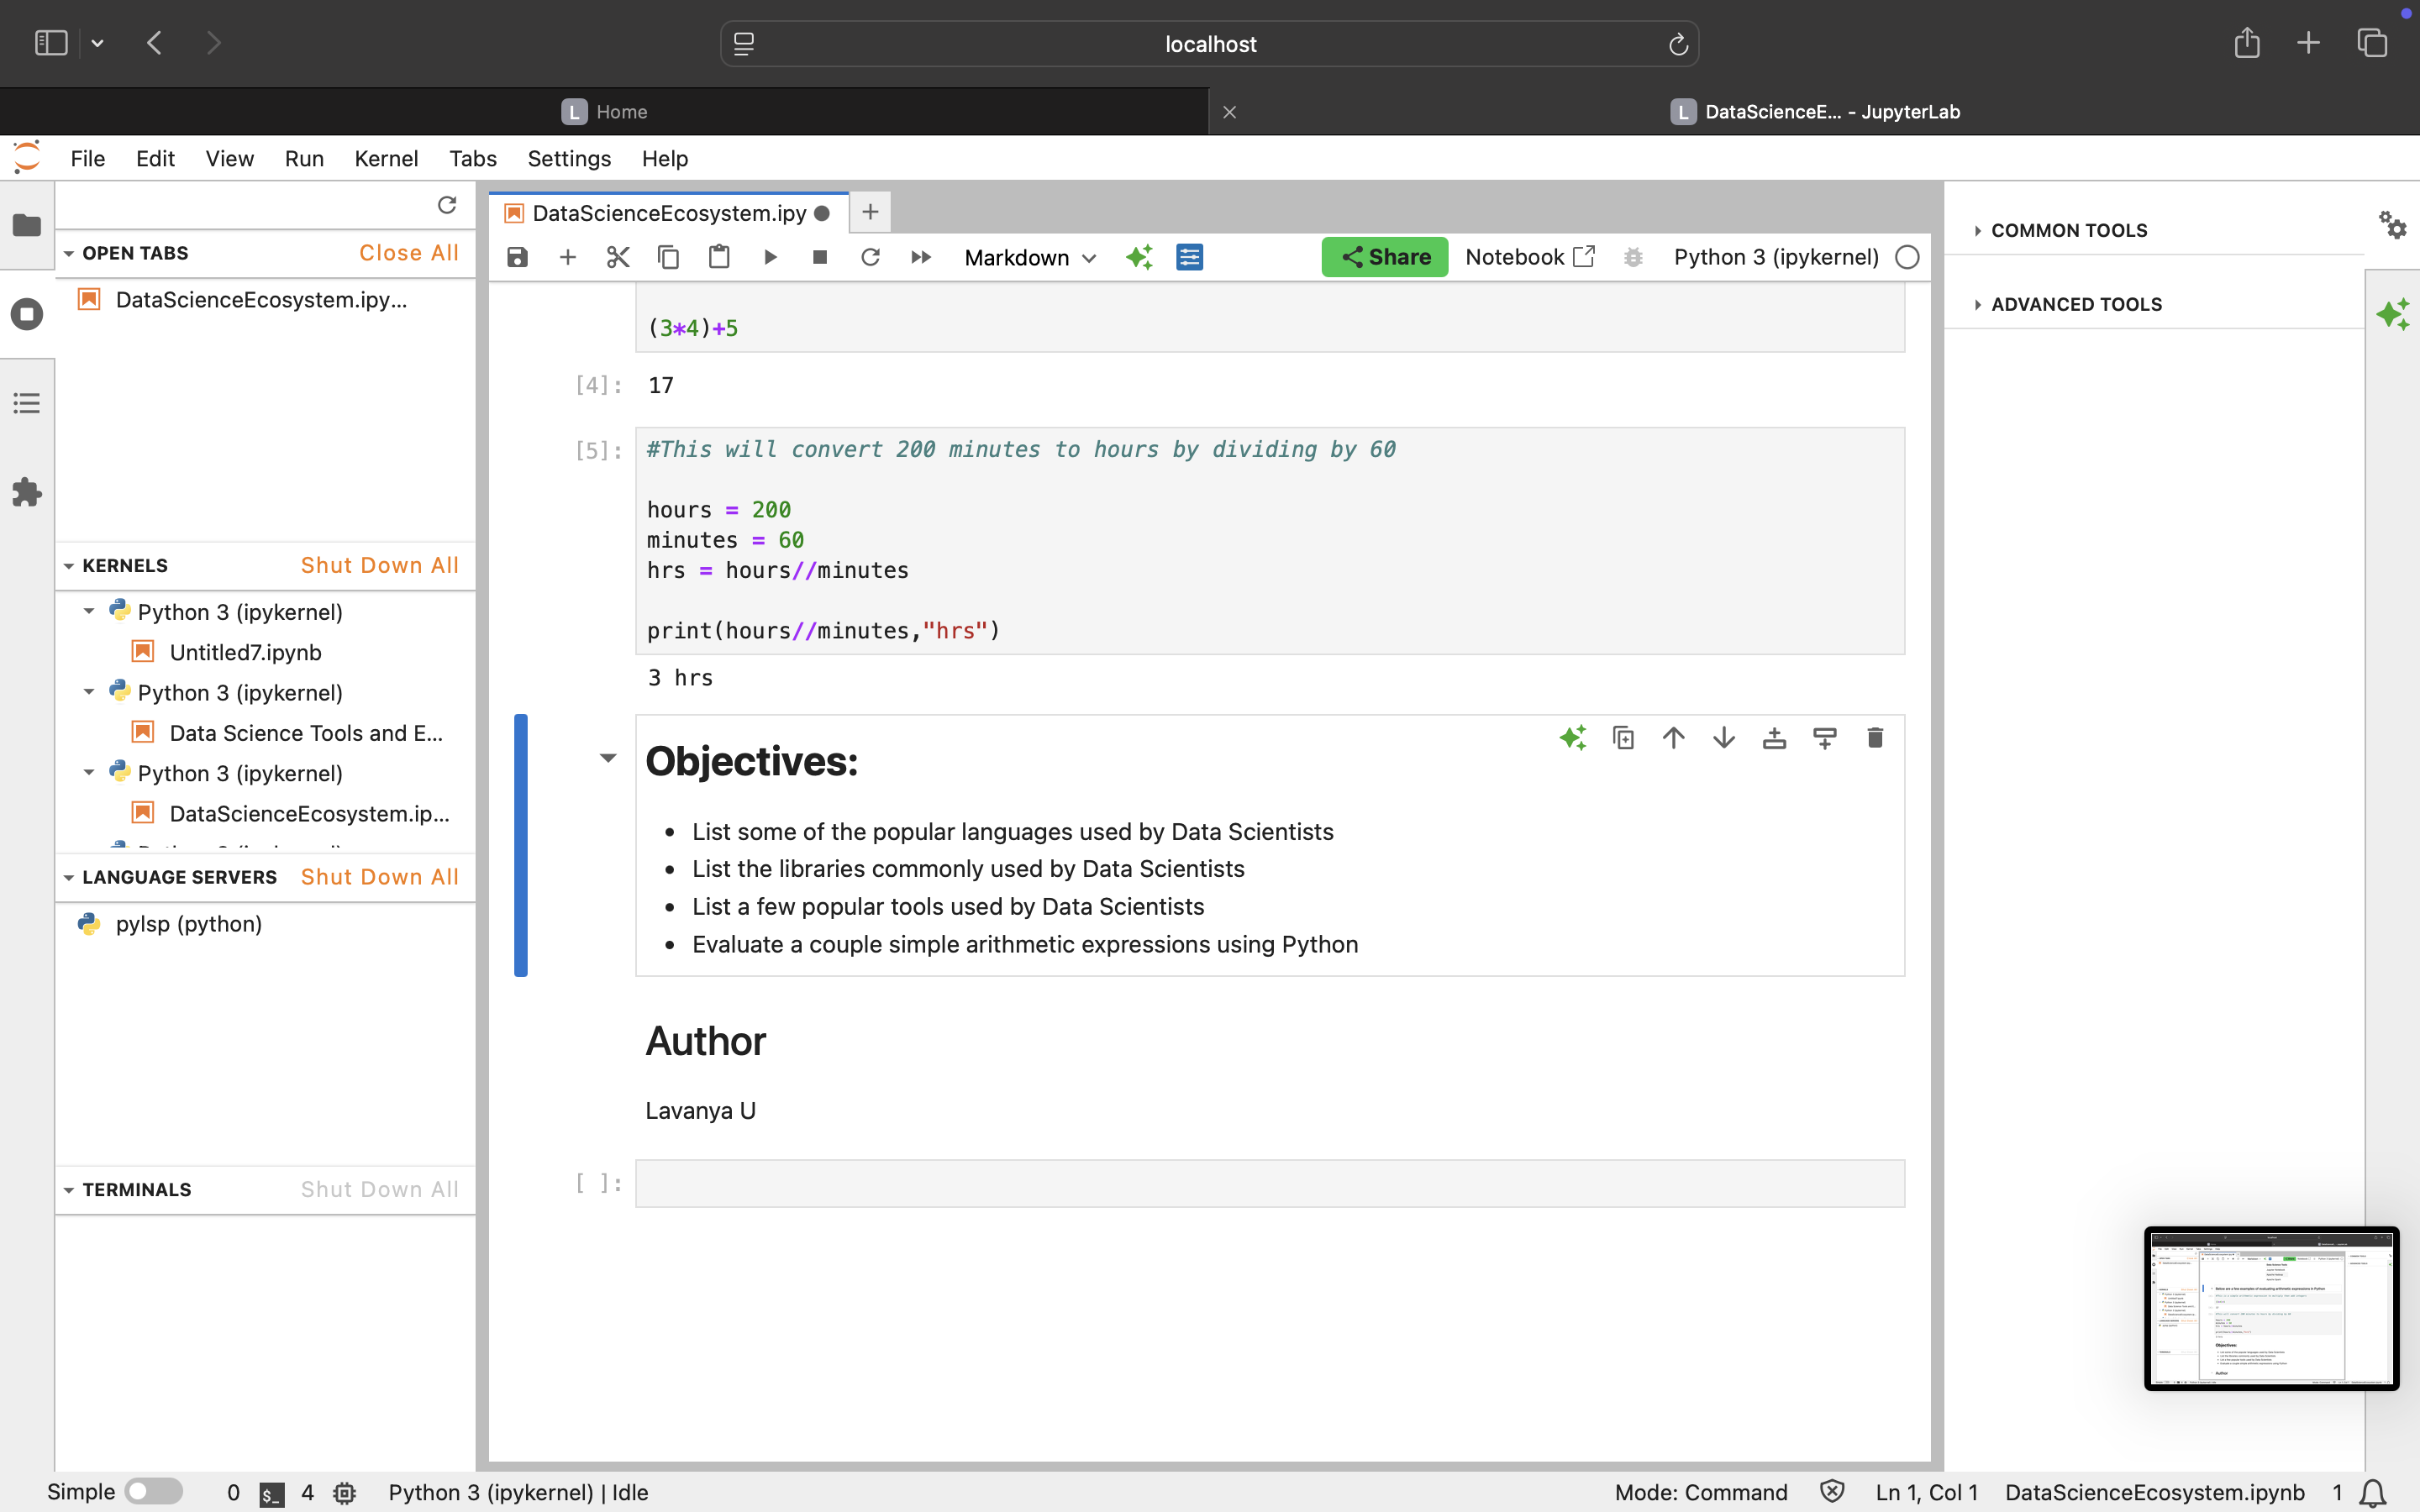 localhost
L Home
L DataScienceE... - JupyterLab
File Edit View Run Kernel Tabs Settings Help
OPEN TABS Close All
DataScienceEcosystem.ipy...
KERNELS Shut Down All
Python 3 (ipykernel)
Untitled7.ipynb
Python 3 (ipykernel)
Data Science Tools and E...
Python 3 (ipykernel)
DataScienceEcosystem.ip...
LANGUAGE SERVERS Shut Down All
pylsp (python)
TERMINALS Shut Down All
DataScienceEcosystem.ipy
Markdown
Share
Notebook
Python 3 (ipykernel)
(3*4)+5
[4]: 17
[5]: #This will convert 200 minutes to hours by dividing by 60
hours = 200
minutes = 60
hrs = hours//minutes
print(hours//minutes,"hrs")
3 hrs
Objectives:
• List some of the popular languages used by Data Scientists
• List the libraries commonly used by Data Scientists
• List a few popular tools used by Data Scientists
• Evaluate a couple simple arithmetic expressions using Python
Author
Lavanya U
[ ]:
COMMON TOOLS
ADVANCED TOOLS
Simple 0 $_ 4 Python 3 (ipykernel) | Idle
Mode: Command Ln 1, Col 1 DataScienceEcosystem.ipynb 1